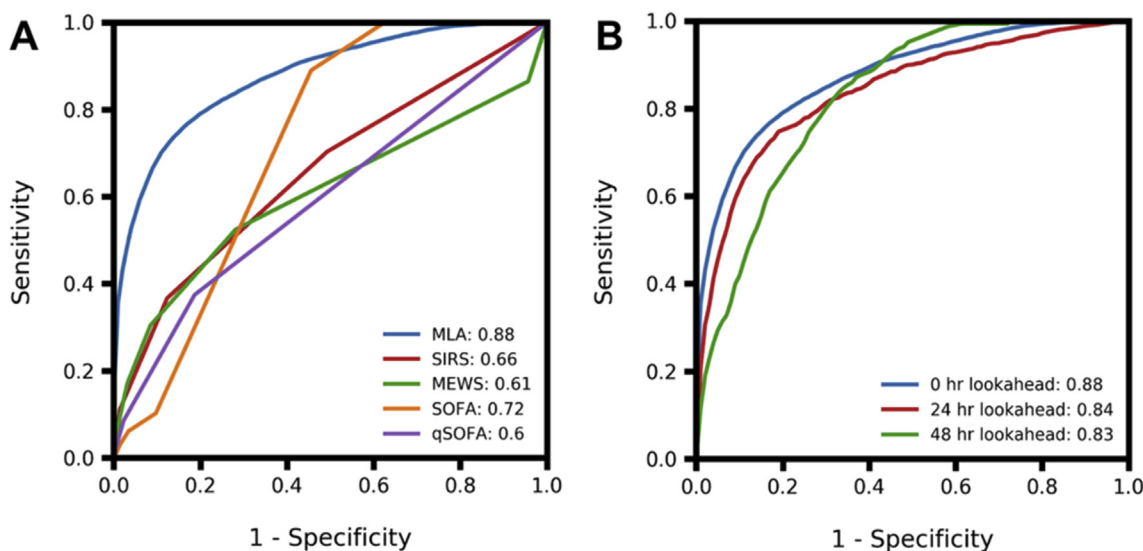 A
1.0
0.8
0.6
0.4
0.2
0.0
Sensitivity
MLA: 0.88
SIRS: 0.66
MEWS: 0.61
SOFA: 0.72
qSOFA: 0.6
0.0 0.2 0.4 0.6 0.8 1.0
1 - Specificity
B
1.0
0.8
0.6
0.4
0.2
0.0
Sensitivity
0 hr lookahead: 0.88
24 hr lookahead: 0.84
48 hr lookahead: 0.83
0.0 0.2 0.4 0.6 0.8 1.0
1 - Specificity